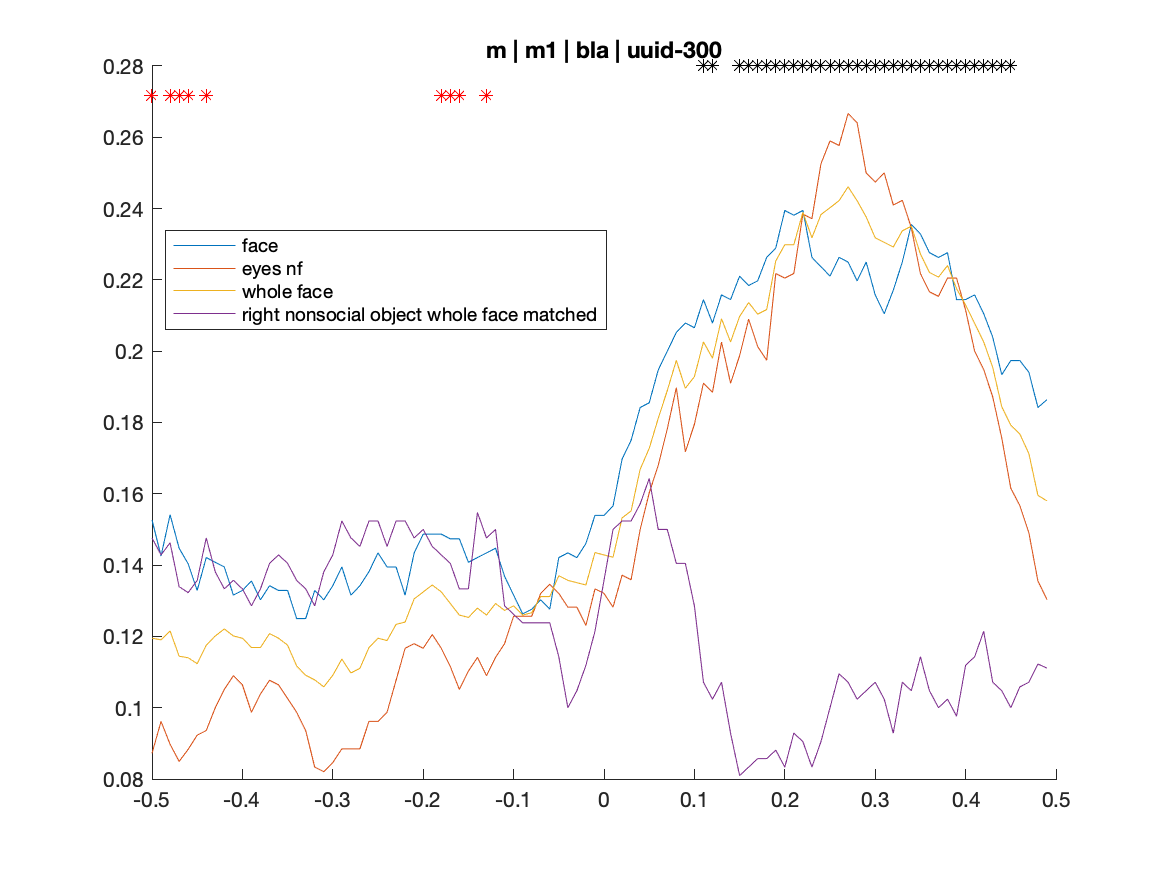 m | m1 | bla | uuid-300
0.28
0.26
0.24
0.22
0.2
0.18
0.16
0.14
0.12
0.1
0.08
face
eyes nf
whole face
right nonsocial object whole face matched
-0.5 -0.4 -0.3 -0.2 -0.1 0 0.1 0.2 0.3 0.4 0.5